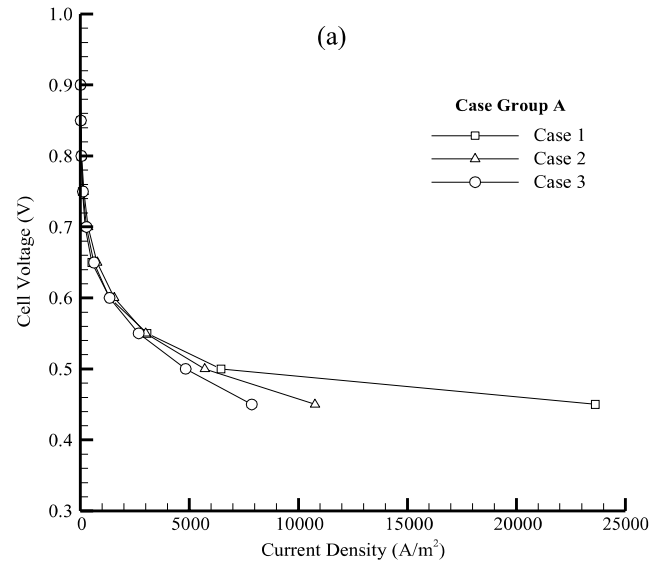 (a)
1.0
0.9
0.8
0.7
0.6
0.5
0.4
0.3
Cell Voltage (V)
Case Group A
Case 1
Case 2
Case 3
0 5000 10000 15000 20000 25000
Current Density (A/m²)